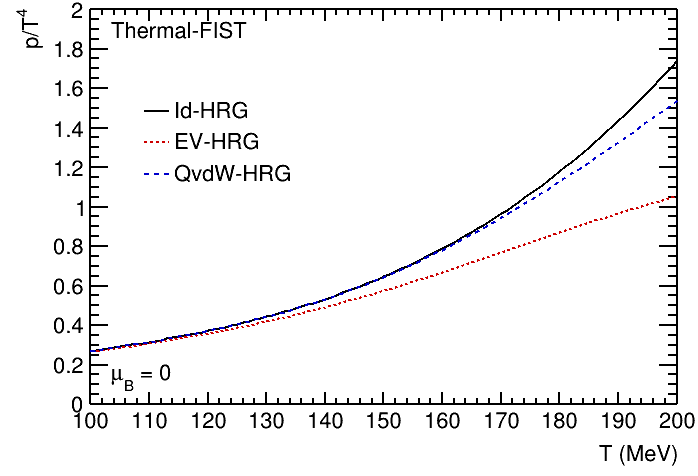 p/T⁴
2
1.8
1.6
1.4
1.2
1
0.8
0.6
0.4
0.2
0
Thermal-FIST
Id-HRG
EV-HRG
QvdW-HRG
μ_B = 0
100 110 120 130 140 150 160 170 180 190 200
T (MeV)